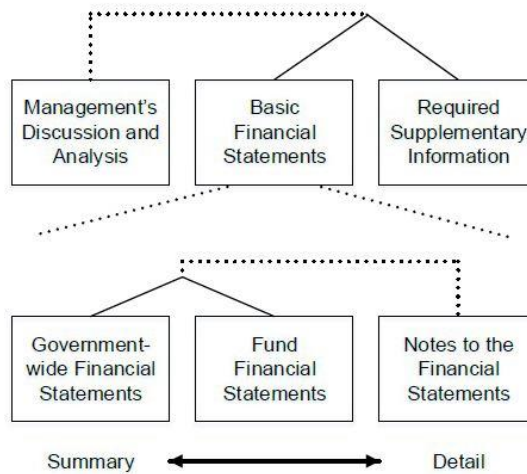 Management's
Discussion and
Analysis
Basic
Financial
Statements
Required
Supplementary
Information
Government-
wide Financial
Statements
Fund
Financial
Statements
Notes to the
Financial
Statements
Summary
Detail